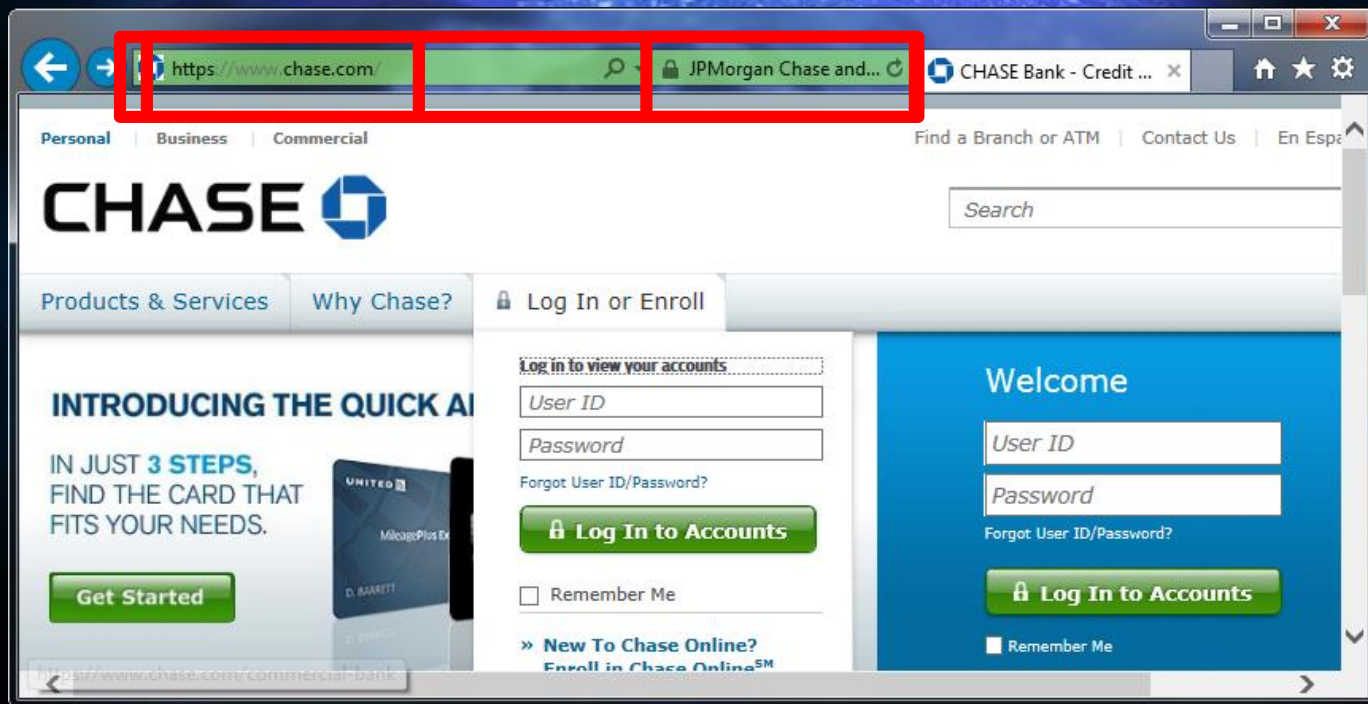 https://www.chase.com/
JPMorgan Chase and...
CHASE Bank - Credit ...
Personal | Business | Commercial
Find a Branch or ATM | Contact Us | En Espa
CHASE
Search
Products & Services
Why Chase?
Log In or Enroll
INTRODUCING THE QUICK A
IN JUST 3 STEPS,
FIND THE CARD THAT
FITS YOUR NEEDS.
Get Started
UNITED
MileagePlus Ex
D. BARRETT
Log in to view your accounts
User ID
Password
Forgot User ID/Password?
Log In to Accounts
Remember Me
» New To Chase Online?
Enroll in Chase Online℠
Welcome
User ID
Password
Forgot User ID/Password?
Log In to Accounts
Remember Me
https://www.chase.com/commercial-bank